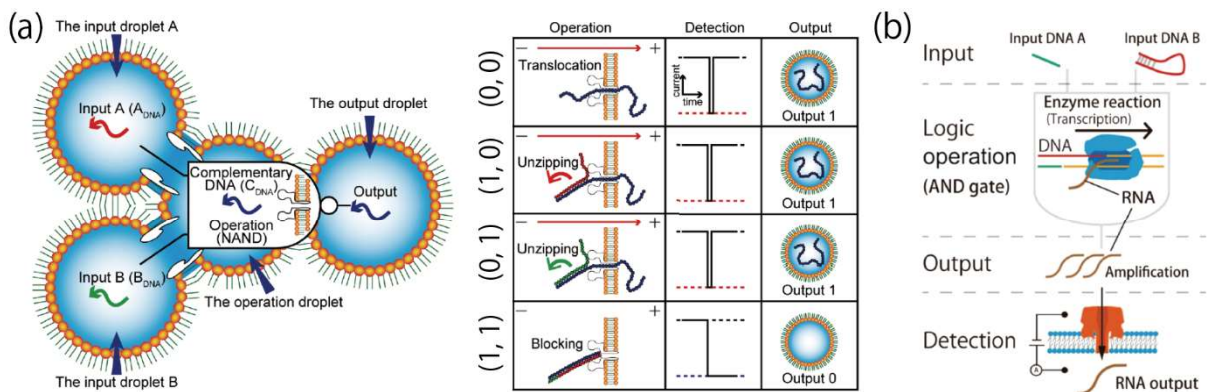 (a)
The input droplet A
Input A (A_DNA)
The output droplet
Complementary
DNA (C_DNA)
Output
Operation
(NAND)
Input B (B_DNA)
The operation droplet
The input droplet B
Operation
Detection
Output
(0, 0)
− +
Translocation
current
time
Output 1
(1, 0)
− +
Unzipping
Output 1
(0, 1)
− +
Unzipping
Output 1
(1, 1)
− +
Blocking
Output 0
(b)
Input
Input DNA A
Input DNA B
Logic
operation
(AND gate)
Enzyme reaction
(Transcription)
DNA
RNA
Output
Amplification
Detection
A
RNA output